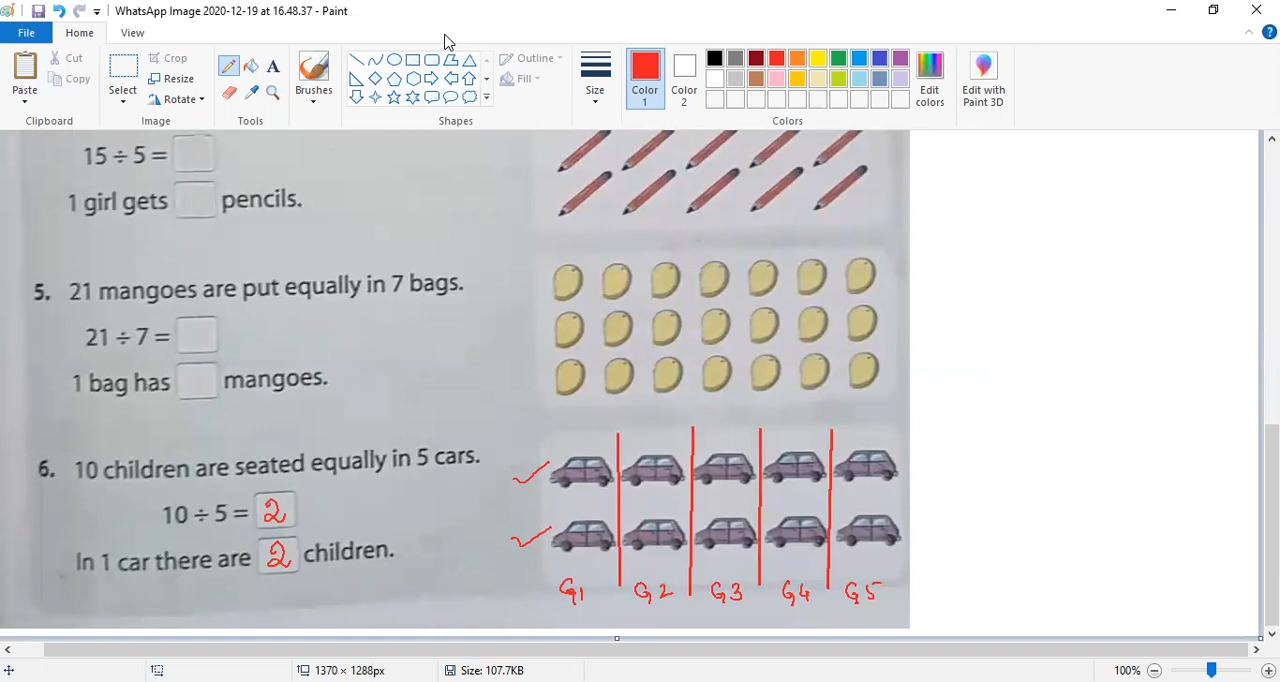 WhatsApp Image 2020-12-19 at 16.48.37 - Paint
File Home View
Paste
Cut
Copy
Clipboard
Select
Crop
Resize
Rotate
Image
A
Tools
Brushes
Outline
Fill
Shapes
Size
Color 1
Color 2
Edit colors
Colors
Edit with Paint 3D
15 ÷ 5 =
1 girl gets pencils.
5. 21 mangoes are put equally in 7 bags.
21 ÷ 7 =
1 bag has mangoes.
6. 10 children are seated equally in 5 cars.
10 ÷ 5 = 2
In 1 car there are 2 children.
G1 G2 G3 G4 G5
1370 × 1288px Size: 107.7KB 100%